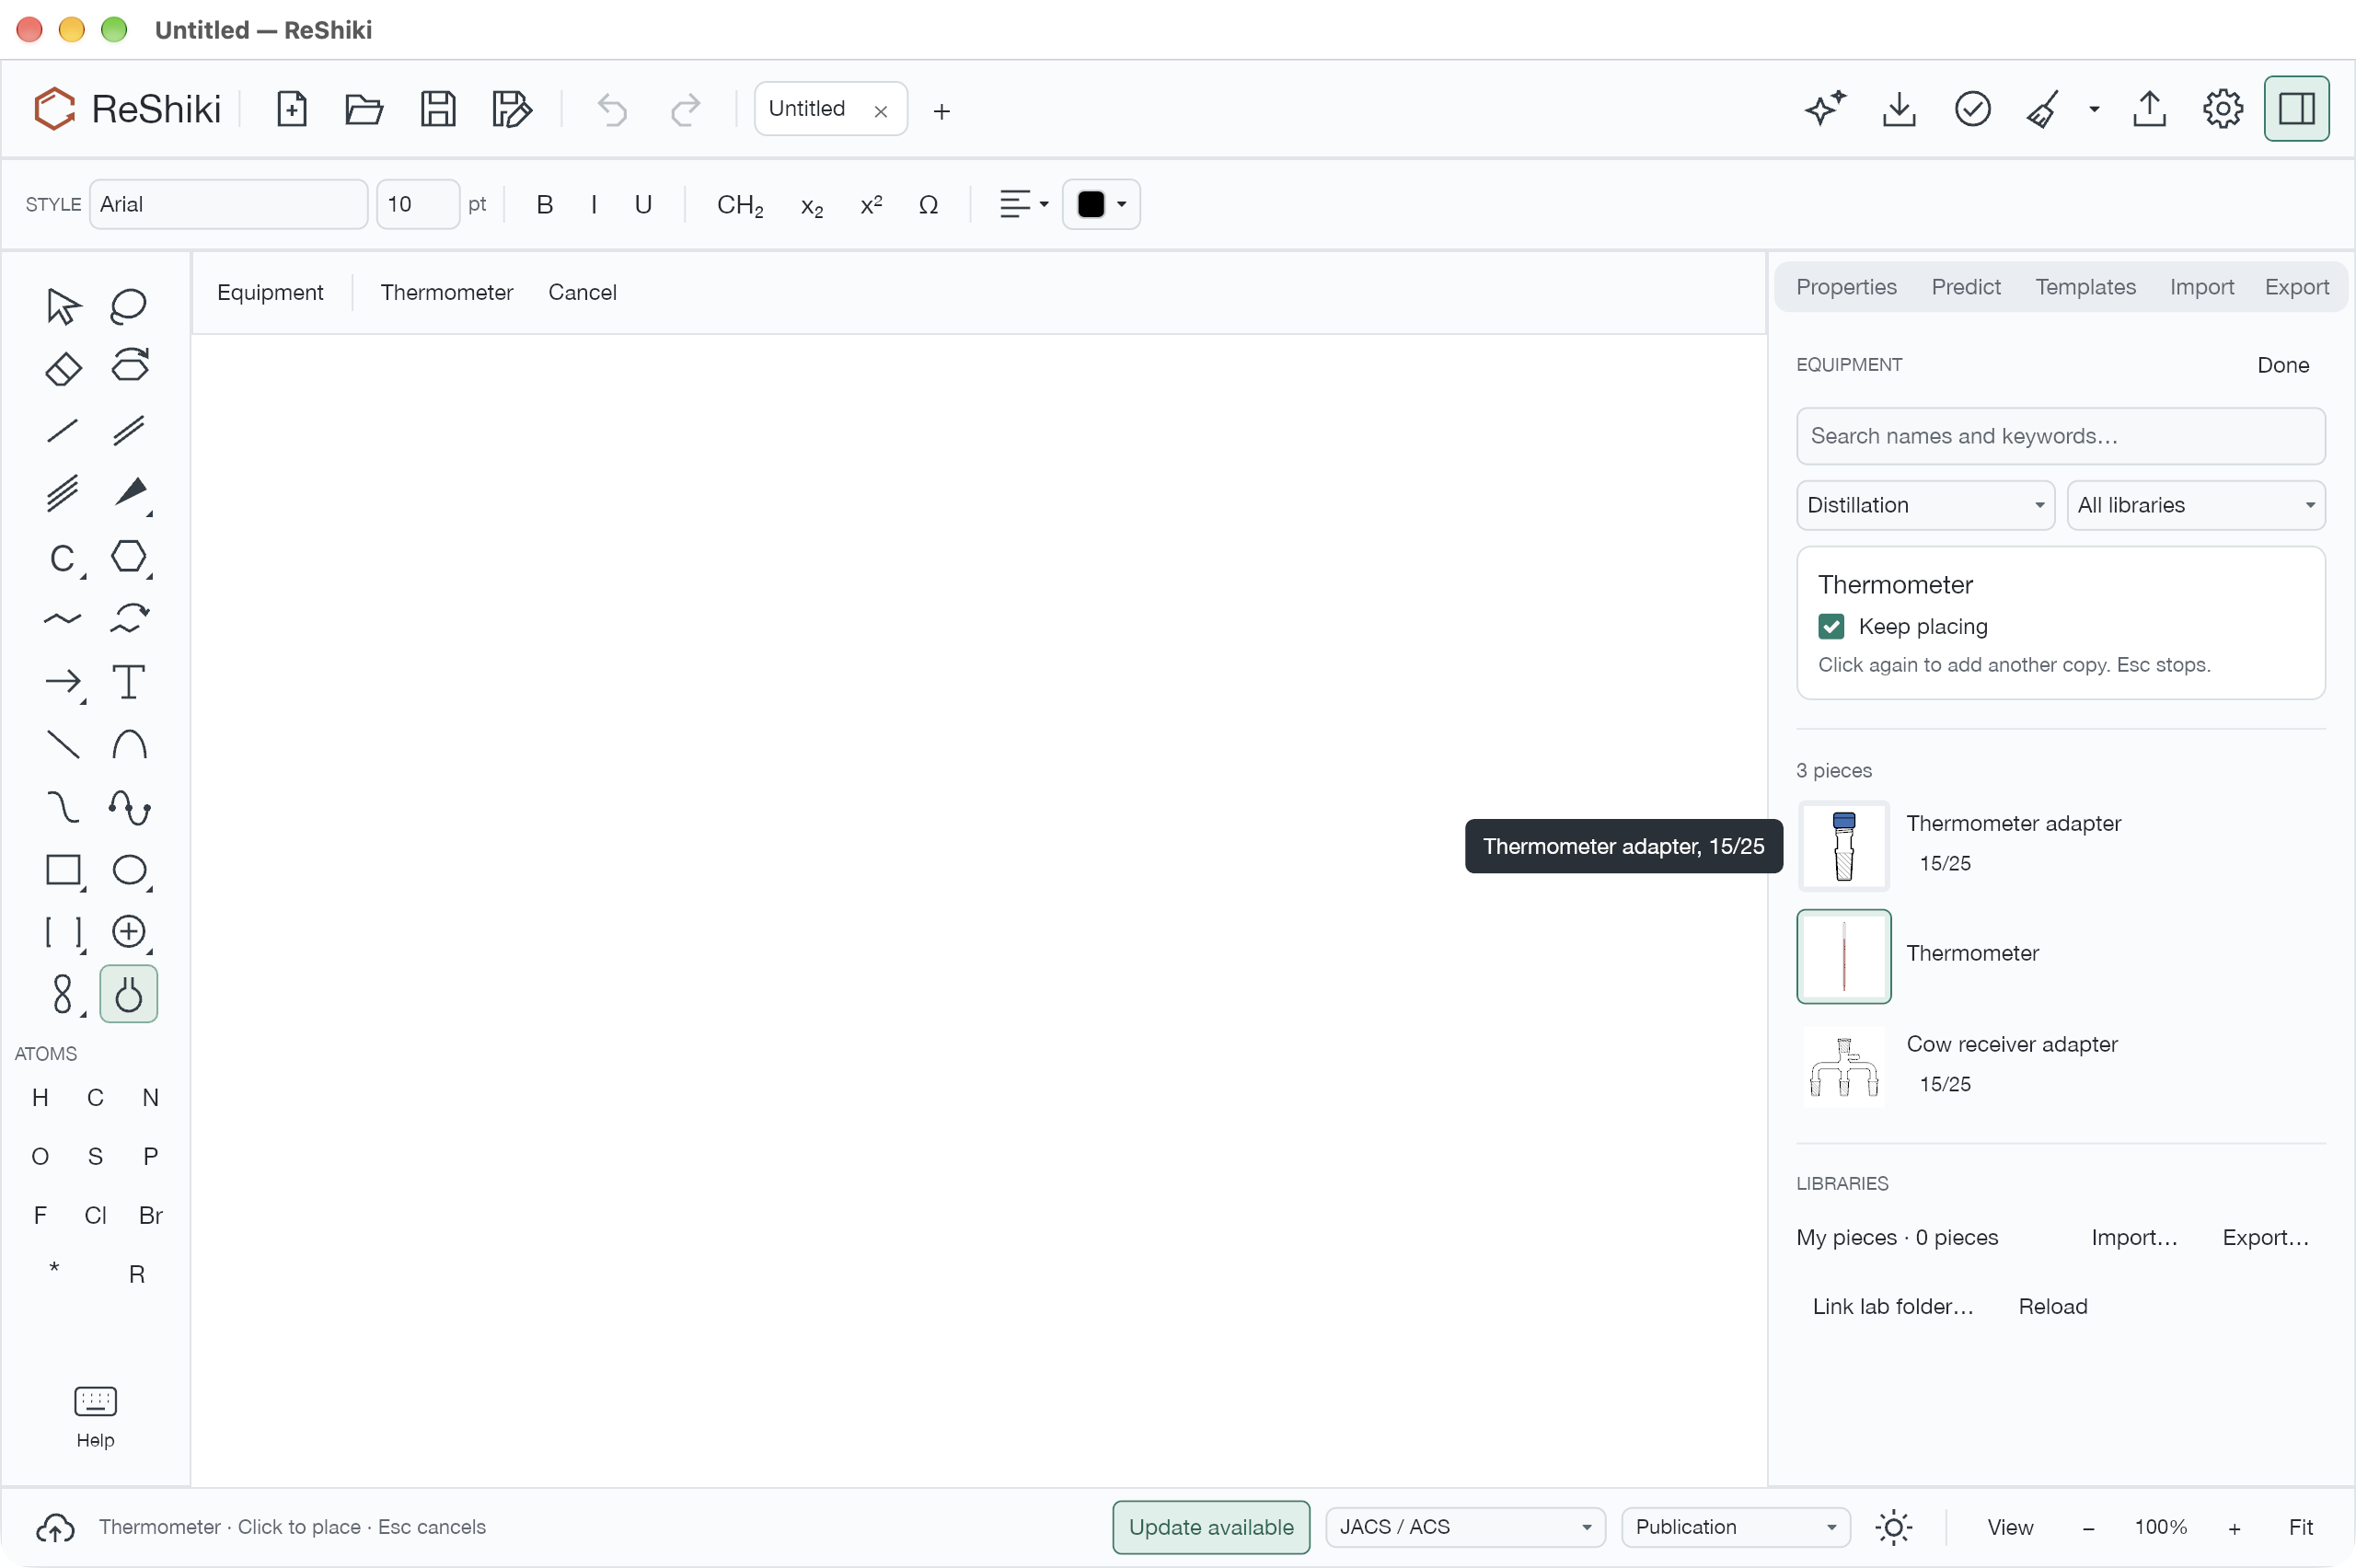 Untitled — ReShiki
ReShiki
Untitled × +
STYLE Arial 10 pt B I U CH₂ x₂ x² Ω
Equipment Thermometer Cancel
Properties Predict Templates Import Export
EQUIPMENT Done
Search names and keywords...
Distillation All libraries
Thermometer
Keep placing
Click again to add another copy. Esc stops.
3 pieces
Thermometer adapter
15/25
Thermometer adapter, 15/25
Thermometer
Cow receiver adapter
15/25
LIBRARIES
My pieces · 0 pieces Import... Export...
Link lab folder... Reload
C
T
[ ]
ATOMS
H C N
O S P
F Cl Br
* R
Help
Thermometer · Click to place · Esc cancels
Update available JACS / ACS Publication View – 100% + Fit